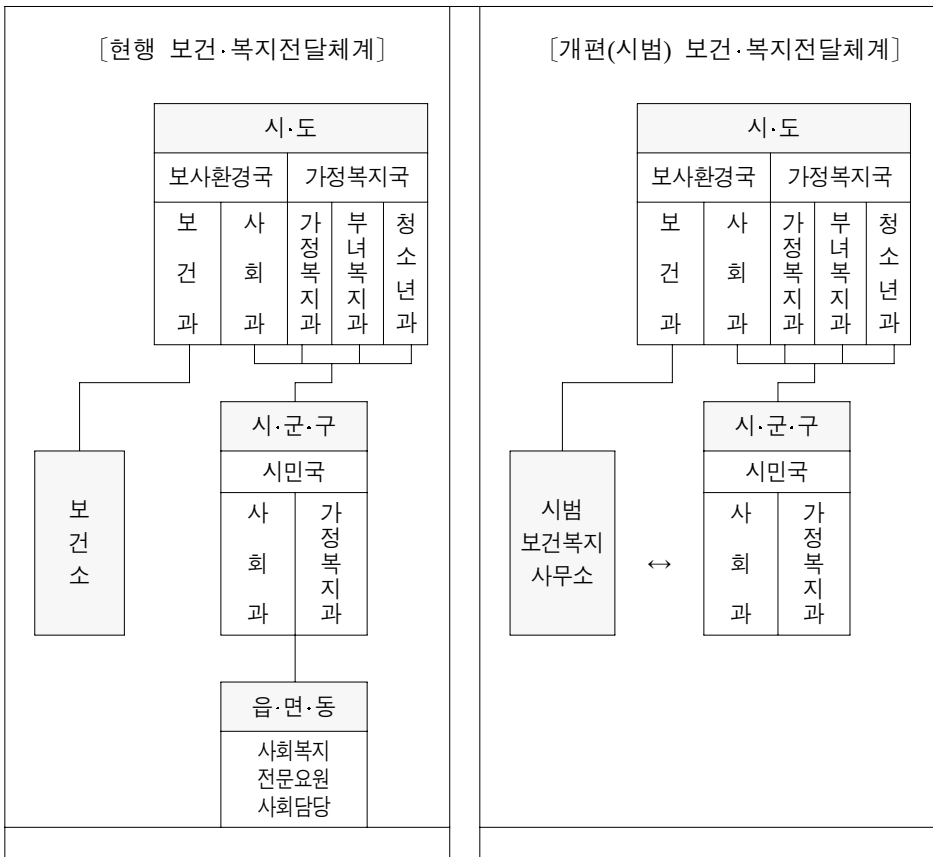 [현행 보건·복지전달체계]
시·도
보사환경국
가정복지국
보건과
사회과
가정복지과
부녀복지과
청소년과
시·군·구
시민국
보건소
사회과
가정복지과
읍·면·동
사회복지
전문요원
사회담당
[개편(시범) 보건·복지전달체계]
시·도
보사환경국
가정복지국
보건과
사회과
가정복지과
부녀복지과
청소년과
시·군·구
시민국
시범
보건복지
사무소
↔
사회과
가정복지과